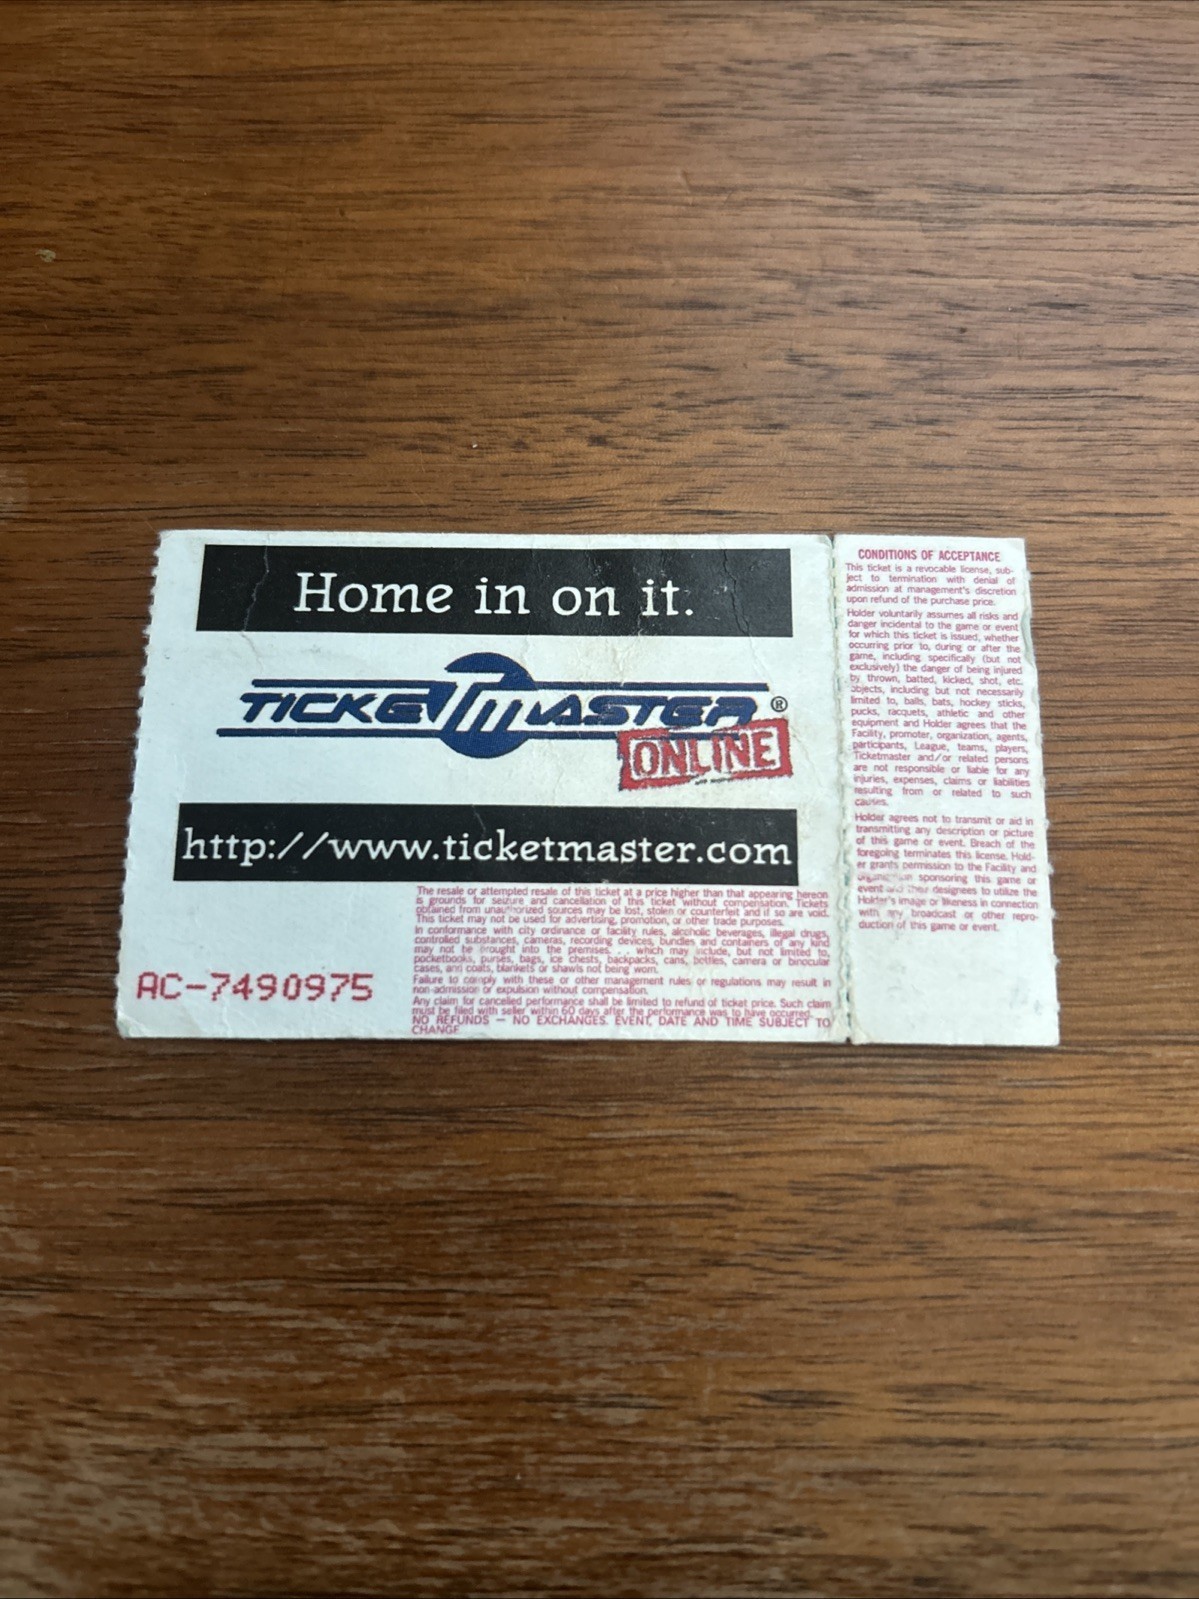 Home in on it.
TICKETMASTER®
ONLINE
http://www.ticketmaster.com
AC-7490975
The resale or attempted resale of this ticket at a price higher than that appearing hereon
is grounds for seizure and cancellation of this ticket without compensation. Tickets
obtained from unauthorized sources may be lost, stolen or counterfeit and if so are void.
This ticket may not be used for advertising, promotion, or other trade purposes.
In conformance with city ordinance or facility rules, alcoholic beverages, illegal drugs,
controlled substances, cameras, recording devices, bundles and containers of any kind
may not be brought into the premises. . . which may include, but not limited to,
pocketbooks, purses, bags, ice chests, backpacks, cans, bottles, camera or binocular
cases, and coats, blankets or shawls not being worn.
Failure to comply with these or other management rules or regulations may result in
non-admission or expulsion without compensation.
Any claim for cancelled performance shall be limited to refund of ticket price. Such claim
must be filed with seller within 60 days after the performance was to have occurred.
NO REFUNDS — NO EXCHANGES. EVENT, DATE AND TIME SUBJECT TO
CHANGE
CONDITIONS OF ACCEPTANCE
This ticket is a revocable license, sub-
ject to termination with denial of
admission at management's discretion
upon refund of the purchase price.
Holder voluntarily assumes all risks and
danger incidental to the game or event
for which this ticket is issued, whether
occurring prior to, during or after the
game, including specifically (but not
exclusively) the danger of being injured
by thrown, batted, kicked, shot, etc.
objects, including but not necessarily
limited to, balls, bats, hockey sticks,
pucks, racquets, athletic and other
equipment and Holder agrees that the
Facility, promoter, organization, agents,
participants, League, teams, players,
Ticketmaster and/or related persons
are not responsible or liable for any
injuries, expenses, claims or liabilities
resulting from or related to such
causes.
Holder agrees not to transmit or aid in
transmitting any description or picture
of this game or event. Breach of the
foregoing terminates this license. Hold-
er grants permission to the Facility and
sponsoring this game or
event and their designees to utilize the
Holder's image or likeness in connection
with any broadcast or other repro-
duction of this game or event.